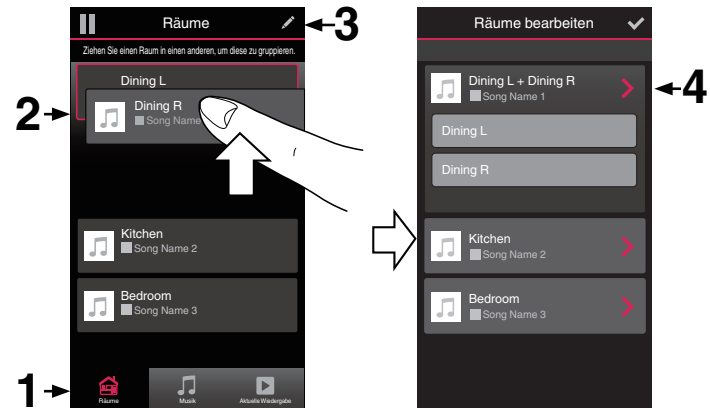 Räume
3
Ziehen Sie einen Raum in einen anderen, um diese zu gruppieren.
2
Dining L
Dining R
Song Name
Kitchen
Song Name 2
Bedroom
Song Name 3
1
Räume
Musik
Aktuelle Wiedergabe
Räume bearbeiten
Dining L + Dining R
Song Name 1
4
Dining L
Dining R
Kitchen
Song Name 2
Bedroom
Song Name 3